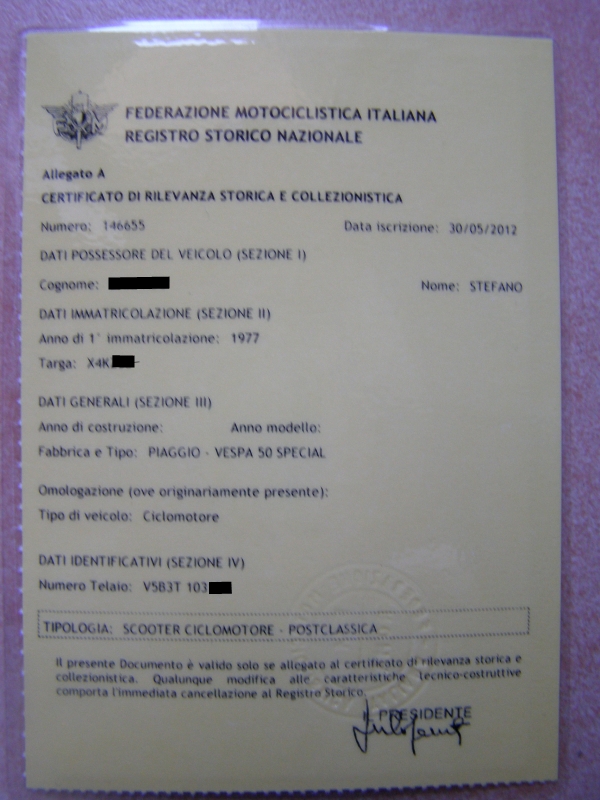 FEDERAZIONE MOTOCICLISTICA ITALIANA
REGISTRO STORICO NAZIONALE
Allegato A
CERTIFICATO DI RILEVANZA STORICA E COLLEZIONISTICA
Numero: 146655 Data iscrizione: 30/05/2012
DATI POSSESSORE DEL VEICOLO (SEZIONE I)
Cognome: Nome: STEFANO
DATI IMMATRICOLAZIONE (SEZIONE II)
Anno di 1` immatricolazione: 1977
Targa: X4K
DATI GENERALI (SEZIONE III)
Anno di costruzione: Anno modello:
Fabbrica e Tipo: PIAGGIO - VESPA 50 SPECIAL
Omologazione (ove originariamente presente):
Tipo di veicolo: Ciclomotore
DATI IDENTIFICATIVI (SEZIONE IV)
Numero Telaio: V5B3T 103
TIPOLOGIA: SCOOTER CICLOMOTORE - POSTCLASSICA
Il presente Documento è valido solo se allegato al certificato di rilevanza storica e
collezionistica. Qualunque modifica alle caratteristiche tecnico-costruttive
comporta l'immediata cancellazione al Registro Storico.
IL PRESIDENTE